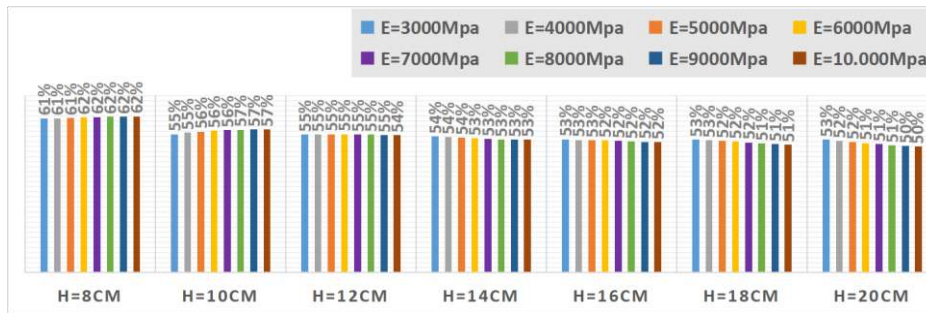 E=3000Mpa E=4000Mpa E=5000Mpa E=6000Mpa
E=7000Mpa E=8000Mpa E=9000Mpa E=10.000Mpa
61% 61% 61% 62% 62% 62% 62% 62%
55% 55% 56% 56% 56% 57% 57% 57%
55% 55% 55% 55% 55% 55% 55% 54%
54% 54% 54% 53% 53% 53% 53% 53%
53% 53% 53% 52% 52% 52% 52% 52%
53% 53% 52% 52% 52% 51% 51% 51%
53% 52% 52% 51% 51% 51% 50% 50%
H=8CM H=10CM H=12CM H=14CM H=16CM H=18CM H=20CM